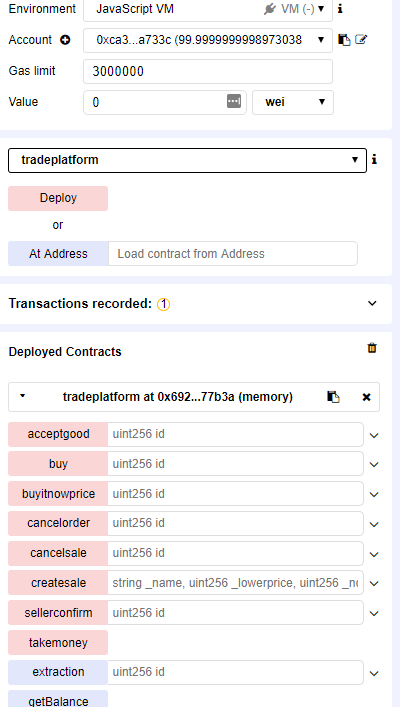 Environment JavaScript VM VM (-)
Account 0xca3...a733c (99.9999999998973038
Gas limit 3000000
Value 0 wei
tradeplatform
Deploy
or
At Address Load contract from Address
Transactions recorded: 1
Deployed Contracts
tradeplatform at 0x692...77b3a (memory)
acceptgood uint256 id
buy uint256 id
buyitnowprice uint256 id
cancelorder uint256 id
cancelsale uint256 id
createsale string _name, uint256 _lowerprice, uint256 _no
sellerconfirm uint256 id
takemoney
extraction uint256 id
getBalance